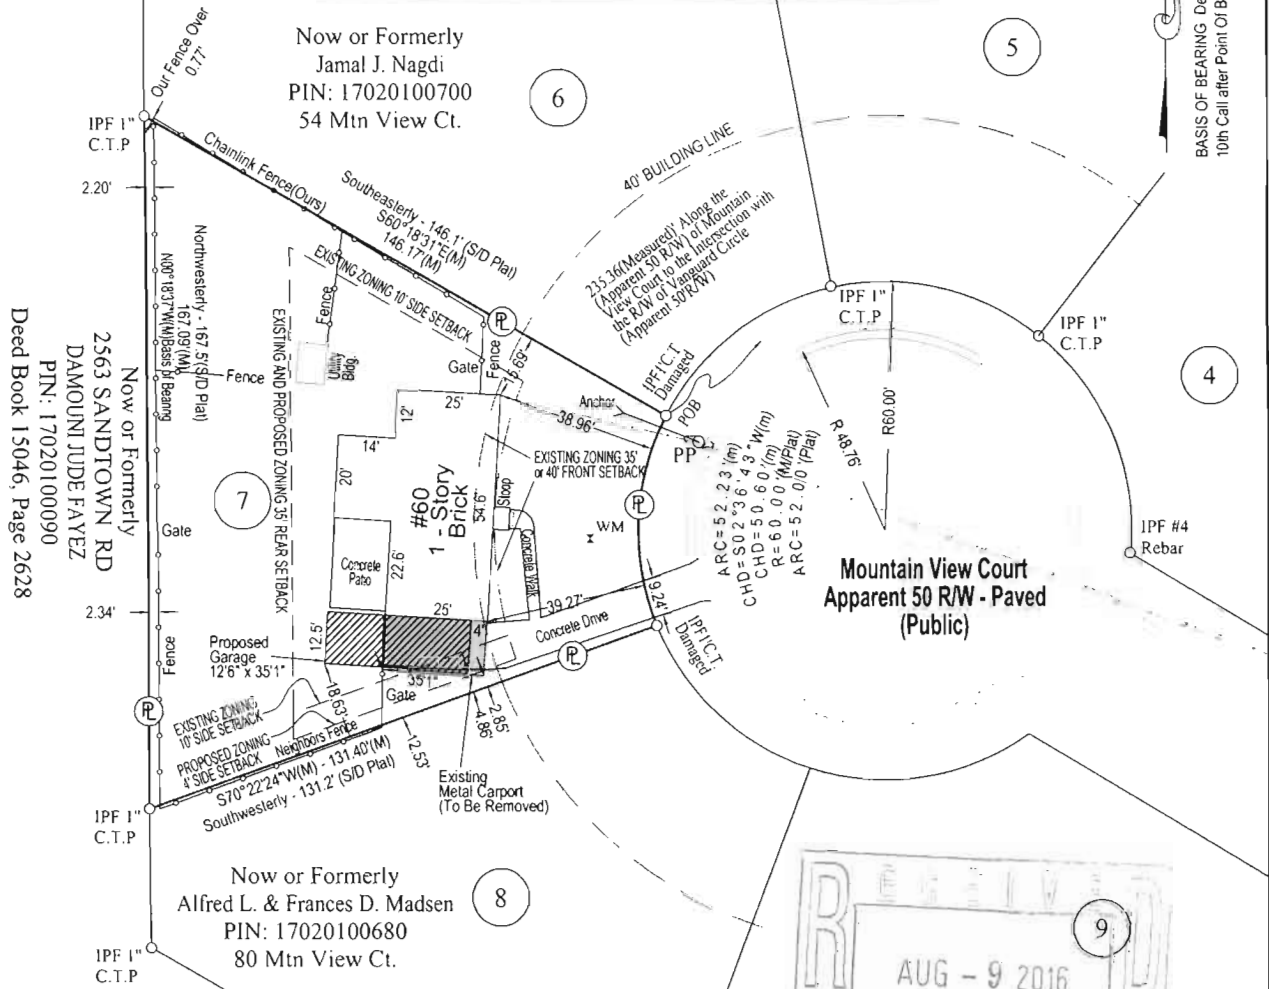 Now or Formerly
Jamal J. Nagdi
PIN: 17020100700
54 Mtn View Ct.
6
5
BASIS OF BEARING De
10th Call after Point Of B
Our Fence Over
0.77'
IPF 1"
C.T.P
2.20'
Chainlink Fence(Ours)
Southeasterly - 146.1' (S/D Plat)
S60°18'31"E(M)
146.17'(M)
40' BUILDING LINE
235.36(Measured) Along the
(Apparent 50 R/W) of Mountain
View Court to the Intersection with
the R/W of Vanguard Circle
(Apparent 50'R/W)
IPF 1"
C.T.P
IPF 1"
C.T.P
4
Northwesterly - 167.5'(S/D Plat)
167.09'(M)
N00°18'37"W(M)Basis of Bearing
EXISTING ZONING 10' SIDE SETBACK
EXISTING AND PROPOSED ZONING 35' REAR SETBACK
Fence
Utility
Bldg.
Fence
Gate
Fence
PL
5.69'
IPF1'C.T.
Damaged
POB
Anchor
38.96'
PP
R 48.76'
R60.00'
Now or Formerly
2563 SANDTOWN RD
DAMOUNI JUDE FAYEZ
PIN: 17020100090
Deed Book 15046, Page 2628
25'
12'
14'
20'
#60
1 - Story
Brick
54.6'
EXISTING ZONING 35'
or 40' FRONT SETBACK
Stoop
Concrete Walk
WM
PL
ARC=52.23'(m)
CHD=S02°36'43"W(m)
CHD=50.60'(m)
R=60.00'(M/Plat)
ARC=52.0/0'(Plat)
IPF #4
Rebar
Mountain View Court
Apparent 50 R/W - Paved
(Public)
7
Gate
Concrete
Patio
22.6'
25'
4'
39.27'
Concrete Drive
9.24'
IPF1'C.T.
Damaged
PL
2.34'
Fence
Proposed
Garage
12'6" x 35'1"
12.5'
35'1"
Gate
18.63'
EXISTING ZONING
10' SIDE SETBACK
PROPOSED ZONING
4' SIDE SETBACK
Neighbors Fence
2.85'
4.86'
12.53'
PL
S70°22'24"W(M) - 131.40'(M)
Southwesterly - 131.2' (S/D Plat)
Existing
Metal Carport
(To Be Removed)
IPF 1"
C.T.P
Now or Formerly
Alfred L. & Frances D. Madsen
PIN: 17020100680
80 Mtn View Ct.
8
IPF 1"
C.T.P
RECEIVED
9
AUG - 9 2016